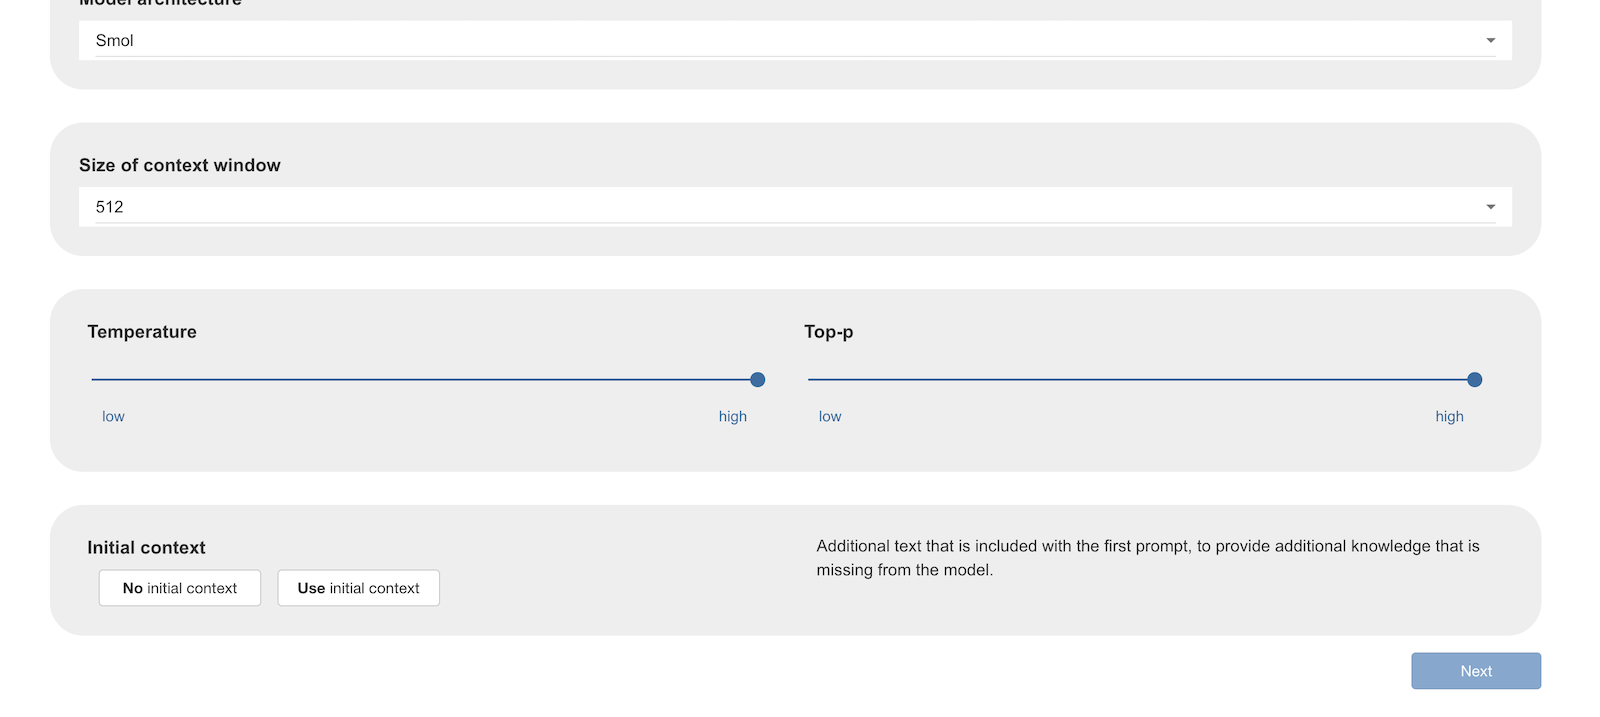 Model architecture
Smol
Size of context window
512
Temperature
Top-p
low
high
low
high
Initial context
No initial context
Use initial context
Additional text that is included with the first prompt, to provide additional knowledge that is
missing from the model.
Next